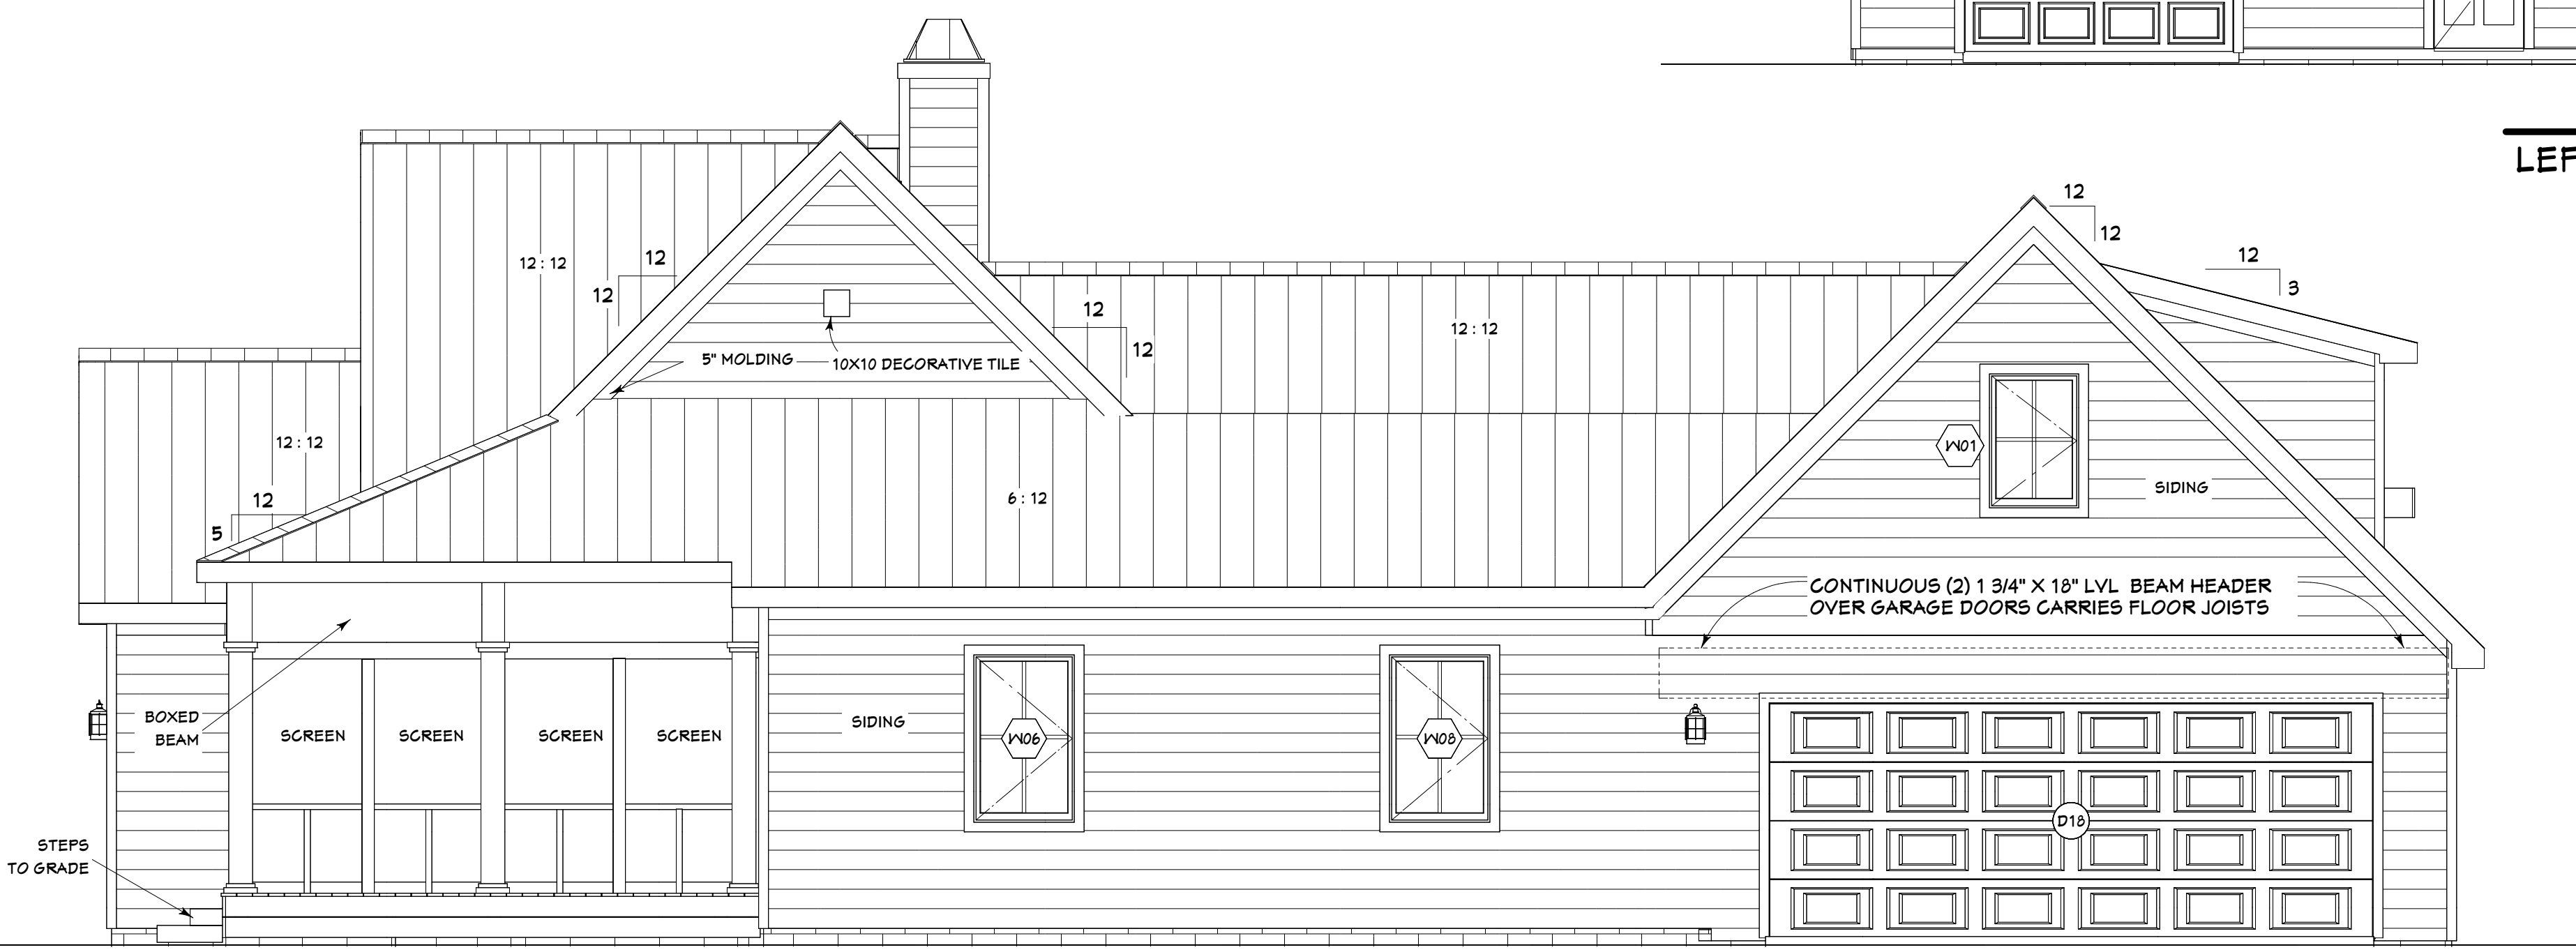 LEF
12
12
12
3
12 : 12
12
12
12
12
12 : 12
5" MOLDING
10X10 DECORATIVE TILE
12 : 12
12
5
6 : 12
W01
SIDING
CONTINUOUS (2) 1 3/4" X 18" LVL BEAM HEADER
OVER GARAGE DOORS CARRIES FLOOR JOISTS
BOXED
BEAM
SCREEN
SCREEN
SCREEN
SCREEN
SIDING
W06
W08
D18
STEPS
TO GRADE